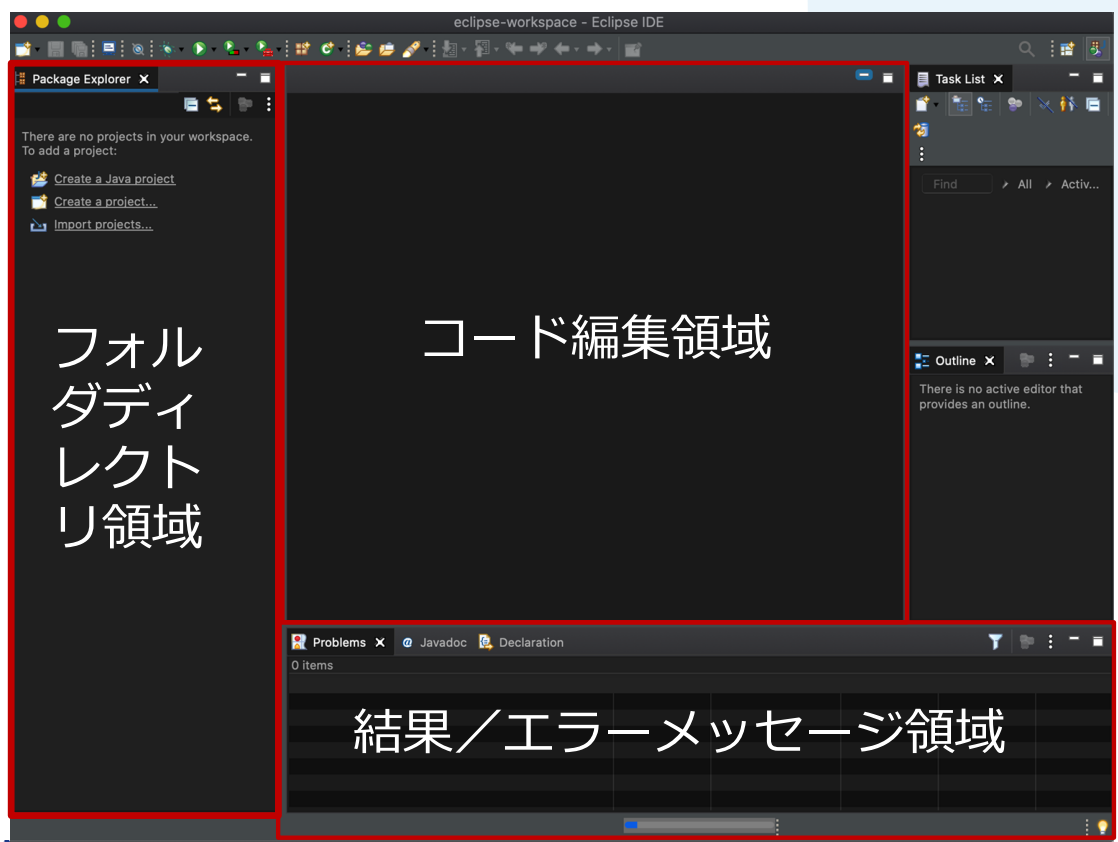 eclipse-workspace - Eclipse IDE
Package Explorer
There are no projects in your workspace.
To add a project:
Create a Java project
Create a project...
Import projects...
フォル
ダディ
レクト
リ領域
コード編集領域
Task List
Find
All
Activ...
Outline
There is no active editor that
provides an outline.
Problems
@ Javadoc
Declaration
0 items
結果／エラーメッセージ領域